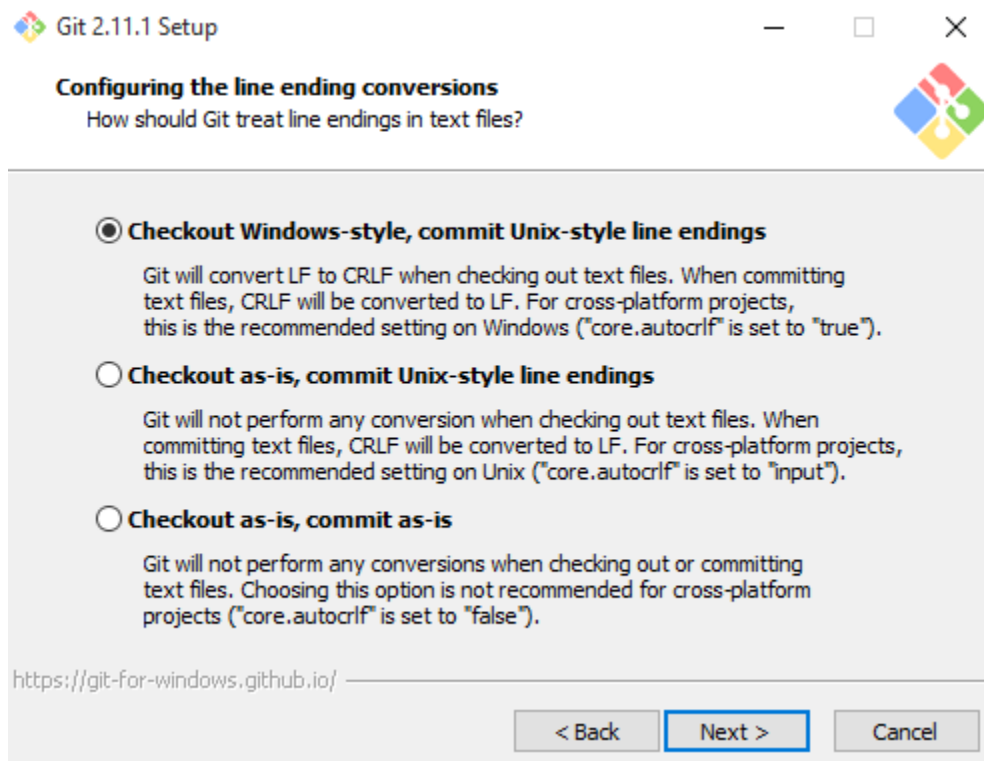 Git 2.11.1 Setup
Configuring the line ending conversions
How should Git treat line endings in text files?
Checkout Windows-style, commit Unix-style line endings
Git will convert LF to CRLF when checking out text files. When committing
text files, CRLF will be converted to LF. For cross-platform projects,
this is the recommended setting on Windows ("core.autocrlf" is set to "true").
Checkout as-is, commit Unix-style line endings
Git will not perform any conversion when checking out text files. When
committing text files, CRLF will be converted to LF. For cross-platform projects,
this is the recommended setting on Unix ("core.autocrlf" is set to "input").
Checkout as-is, commit as-is
Git will not perform any conversions when checking out or committing
text files. Choosing this option is not recommended for cross-platform
projects ("core.autocrlf" is set to "false").
https://git-for-windows.github.io/
< Back Next > Cancel